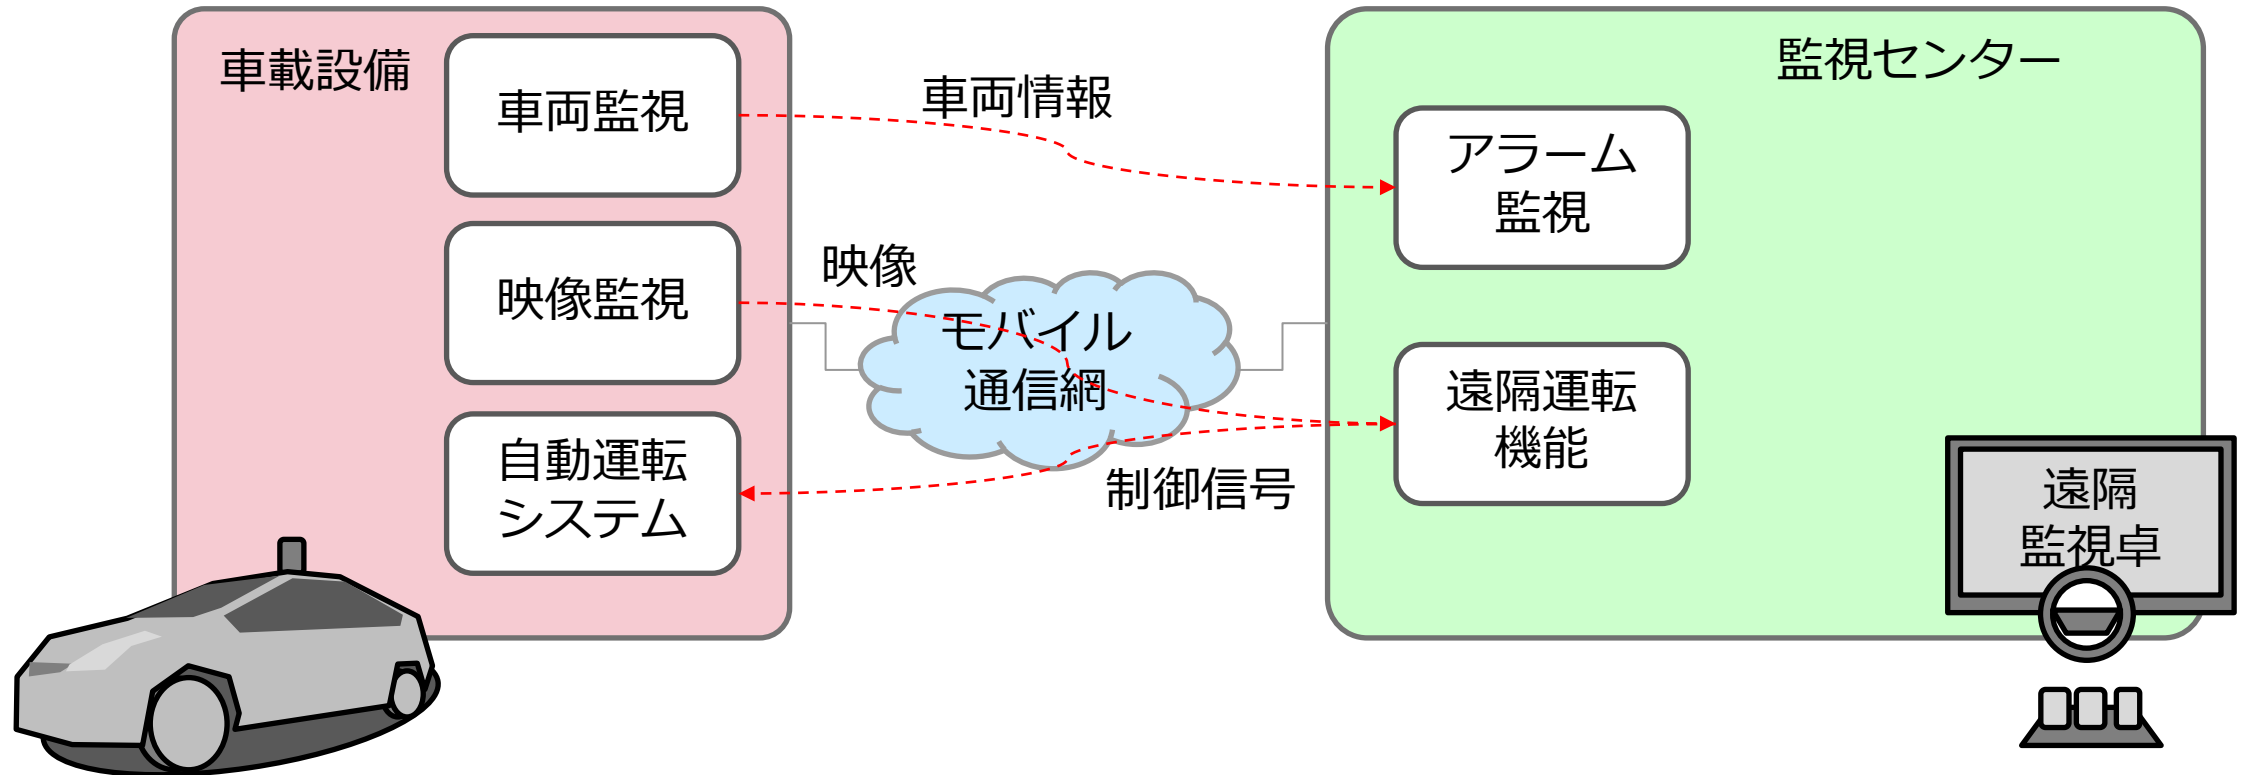 車載設備
車両監視
映像監視
自動運転
システム
車両情報
映像
モバイル
通信網
制御信号
監視センター
アラーム
監視
遠隔運転
機能
遠隔
監視卓